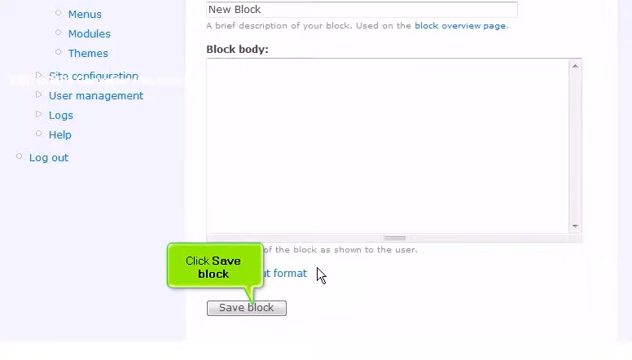 Menus
New Block
A brief description of your block. Used on the block overview page.
Modules
Block body:
Themes
Site configuration
User management
Logs
Help
Log out
of the block as shown to the user.
Click Save
block
ut format
Save block